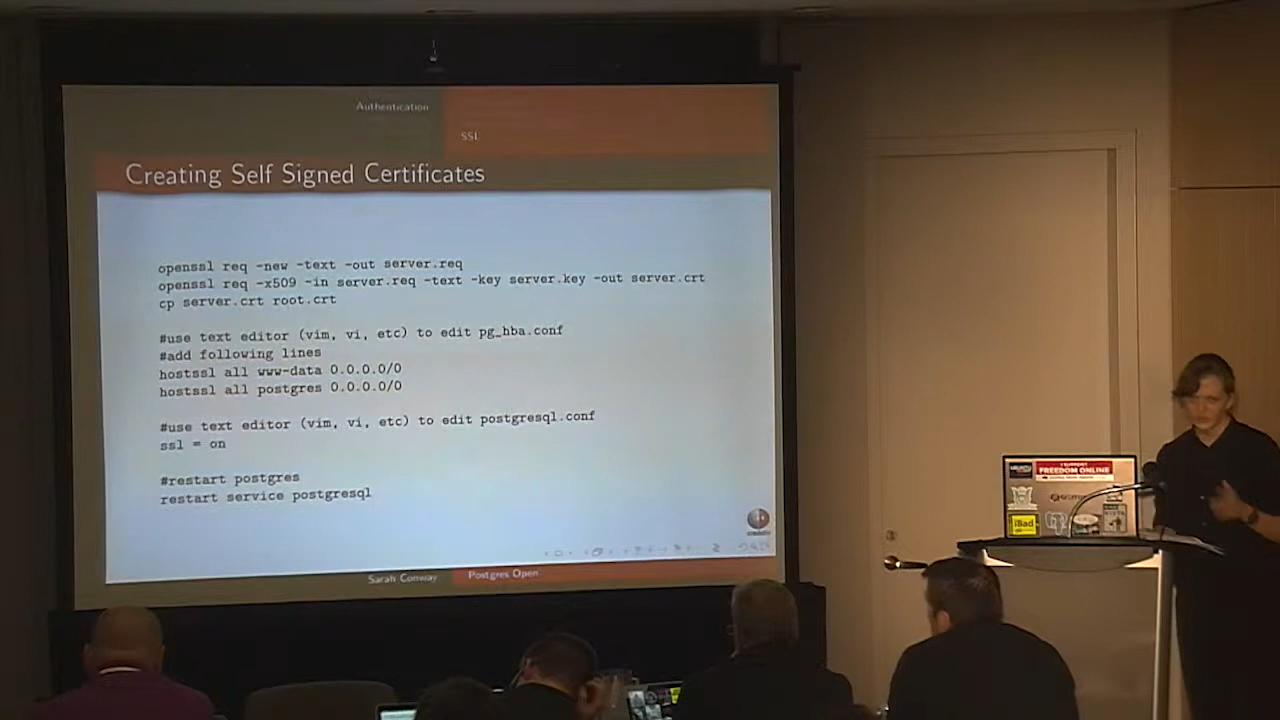 Authentication
SSL
Creating Self Signed Certificates
openssl req -new -text -out server.req
openssl req -x509 -in server.req -text -key server.key -out server.crt
cp server.crt root.crt
#use text editor (vim, vi, etc) to edit pg_hba.conf
#add following lines
hostssl all www-data 0.0.0.0/0
hostssl all postgres 0.0.0.0/0
#use text editor (vim, vi, etc) to edit postgresql.conf
ssl = on
#restart postgres
restart service postgresql
Sarah Conway
Postgres Open
I SUPPORT
FREEDOM ONLINE
iBad